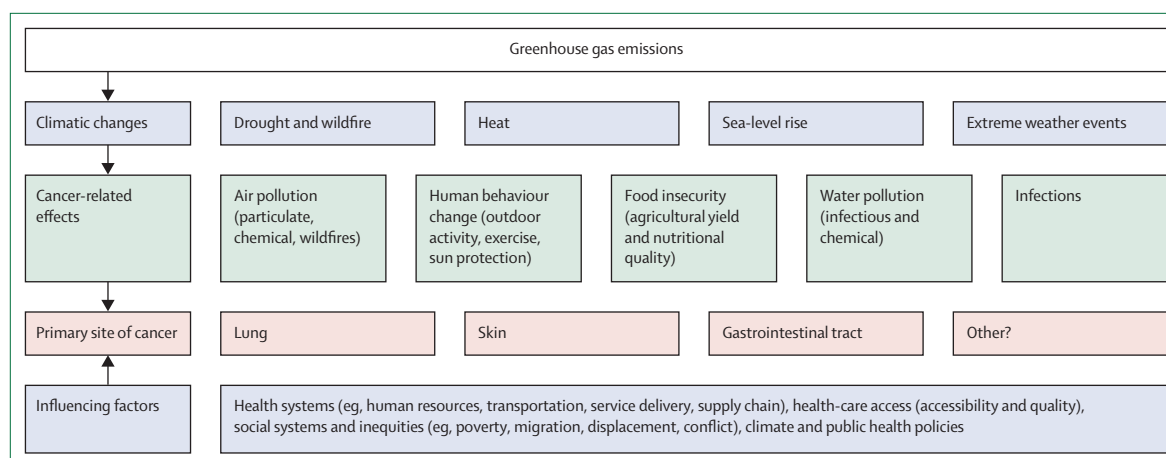 Greenhouse gas emissions
Climatic changes
Drought and wildfire
Heat
Sea-level rise
Extreme weather events
Cancer-related
effects
Air pollution
(particulate,
chemical, wildfires)
Human behaviour
change (outdoor
activity, exercise,
sun protection)
Food insecurity
(agricultural yield
and nutritional
quality)
Water pollution
(infectious and
chemical)
Infections
Primary site of cancer
Lung
Skin
Gastrointestinal tract
Other?
Influencing factors
Health systems (eg, human resources, transportation, service delivery, supply chain), health-care access (accessibility and quality),
social systems and inequities (eg, poverty, migration, displacement, conflict), climate and public health policies